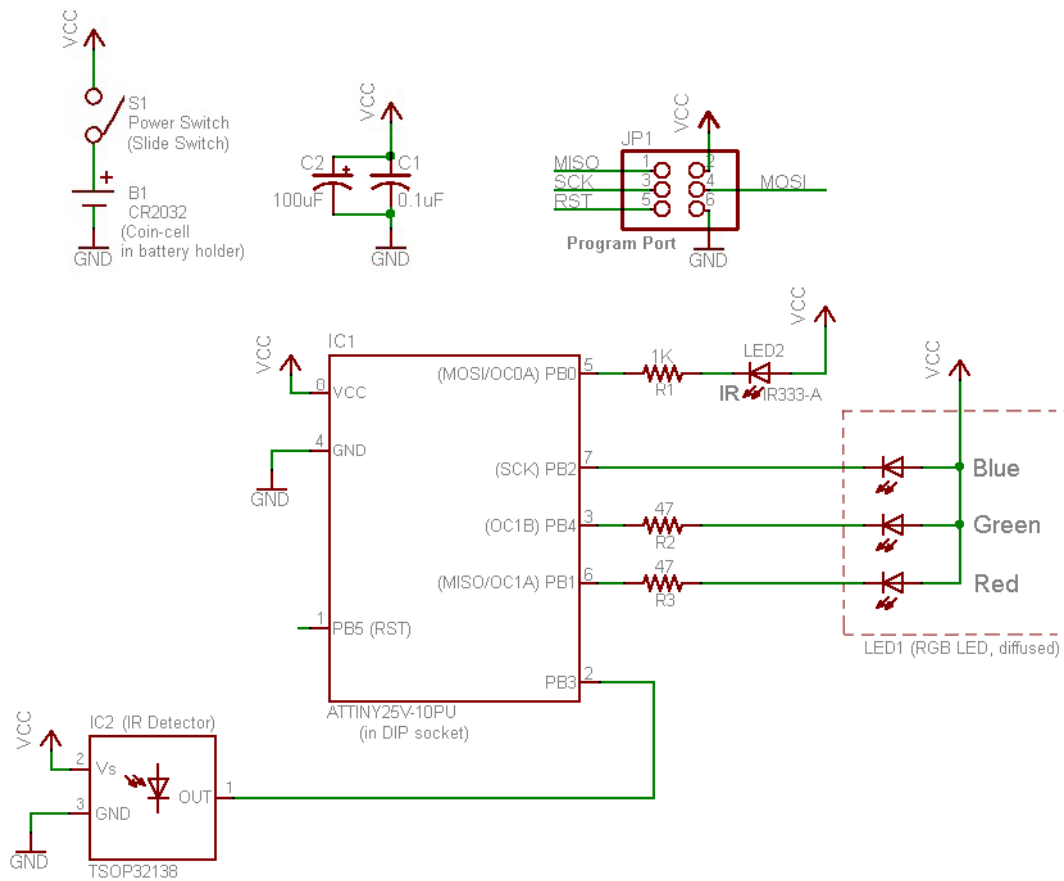 VCC
S1
Power Switch
(Slide Switch)
+
B1
CR2032
(Coin-cell
in battery holder)
GND
VCC
C2
C1
+
100uF
0.1uF
GND
VCC
JP1
MISO 1 2
SCK 3 4 MOSI
RST 5 6
Program Port
GND
IC1
VCC
8 VCC
4 GND
GND
1 PB5 (RST)
(MOSI/OC0A) PB0 5
(SCK) PB2 7
(OC1B) PB4 3
(MISO/OC1A) PB1 6
PB3 2
ATTINY25V-10PU
(in DIP socket)
1K
R1
LED2
IR
IR333-A
VCC
47
R2
47
R3
VCC
Blue
Green
Red
LED1 (RGB LED, diffused)
IC2 (IR Detector)
VCC
2 Vs
3 GND
OUT 1
GND
TSOP32138